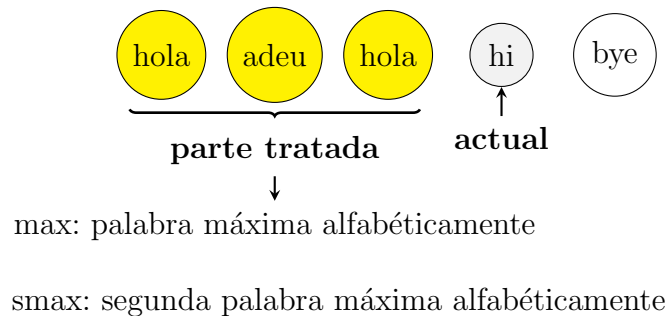 hola adeu hola hi bye
parte tratada actual
max: palabra máxima alfabéticamente
smax: segunda palabra máxima alfabéticamente